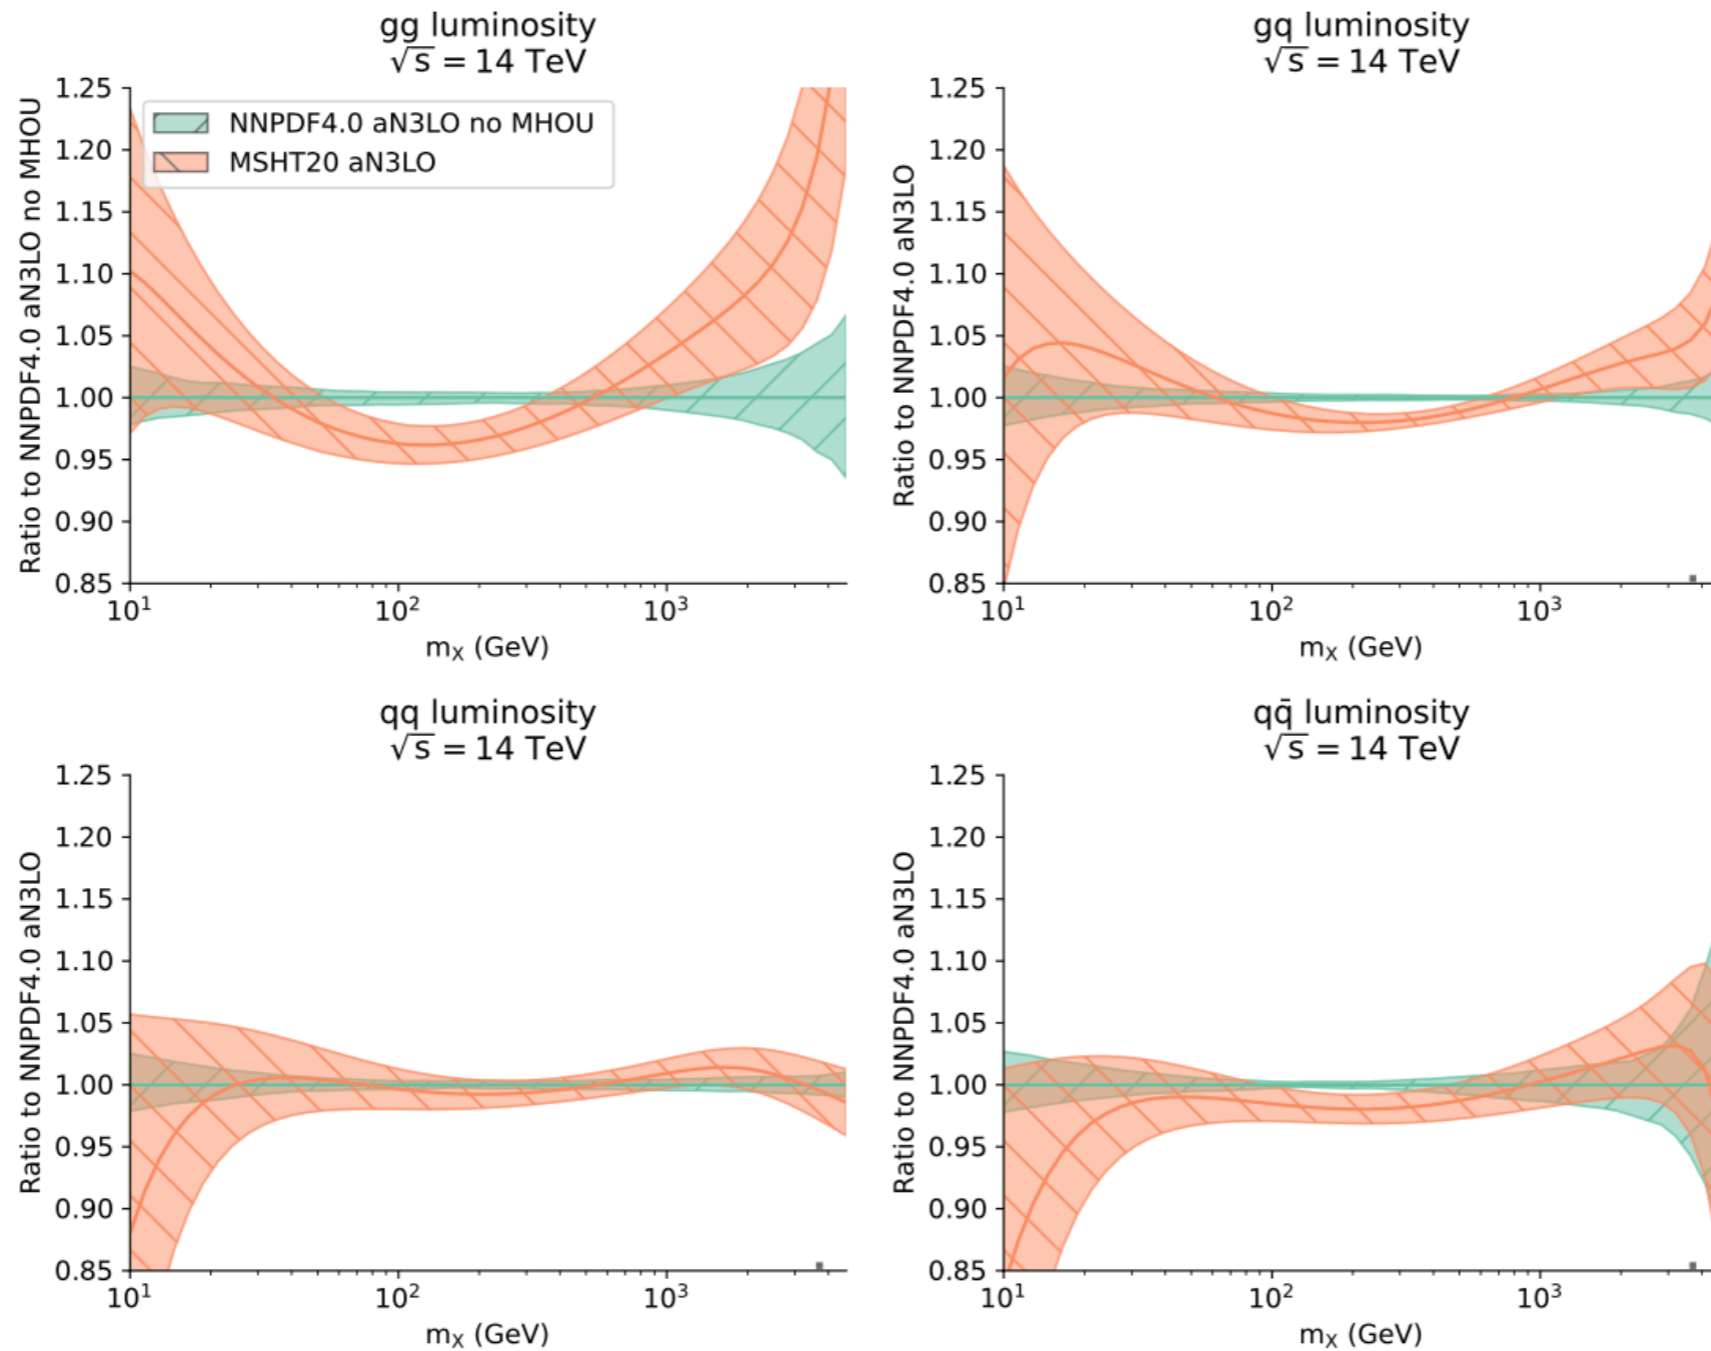 gg luminosity
√s = 14 TeV
Ratio to NNPDF4.0 aN3LO no MHOU
1.25
1.20
1.15
1.10
1.05
1.00
0.95
0.90
0.85
NNPDF4.0 aN3LO no MHOU
MSHT20 aN3LO
10¹
10²
10³
mX (GeV)
gq luminosity
√s = 14 TeV
Ratio to NNPDF4.0 aN3LO
1.25
1.20
1.15
1.10
1.05
1.00
0.95
0.90
0.85
10¹
10²
10³
mX (GeV)
qq luminosity
√s = 14 TeV
Ratio to NNPDF4.0 aN3LO
1.25
1.20
1.15
1.10
1.05
1.00
0.95
0.90
0.85
10¹
10²
10³
mX (GeV)
qq̄ luminosity
√s = 14 TeV
Ratio to NNPDF4.0 aN3LO
1.25
1.20
1.15
1.10
1.05
1.00
0.95
0.90
0.85
10¹
10²
10³
mX (GeV)